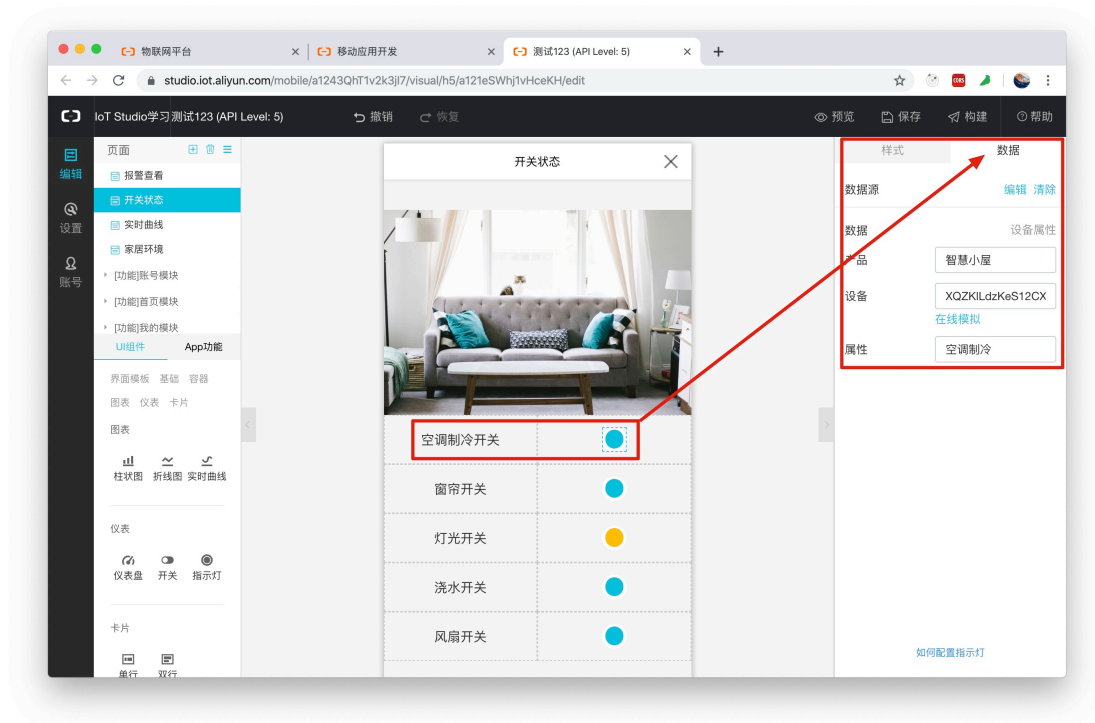 物联网平台
移动应用开发
测试123 (API Level: 5)
studio.iot.aliyun.com/mobile/a1243QhT1v2k3jl7/visual/h5/a121eSWhj1vHceKH/edit
CORS
IoT Studio学习 测试123 (API Level: 5)
撤销
恢复
预览
保存
构建
帮助
编辑
设置
账号
页面
报警查看
开关状态
实时曲线
家居环境
[功能]账号模块
[功能]首页模块
[功能]我的模块
UI组件
App功能
界面模板 基础 容器
图表 仪表 卡片
图表
柱状图 折线图 实时曲线
仪表
仪表盘 开关 指示灯
卡片
单行 双行
开关状态
空调制冷开关
窗帘开关
灯光开关
浇水开关
风扇开关
样式
数据
数据源 编辑 清除
数据 设备属性
产品 智慧小屋
设备 XQZKILdzKeS12CX
在线模拟
属性 空调制冷
如何配置指示灯